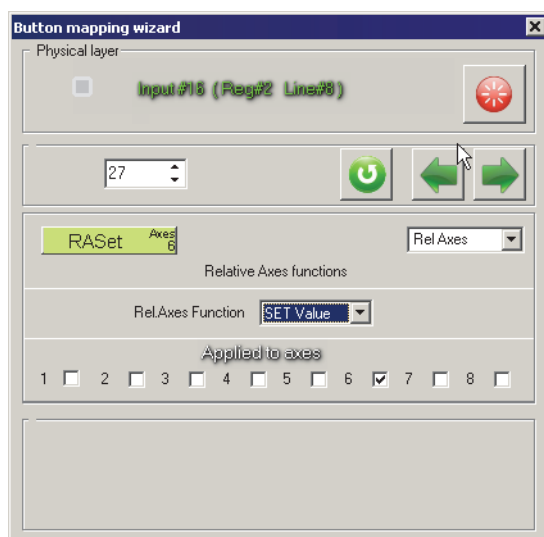 Button mapping wizard
Physical layer
Input #16 (Reg#2 Line#8)
27
RASet Axes 6
Rel Axes
Relative Axes functions
Rel.Axes Function SET Value
Applied to axes
1 2 3 4 5 6 7 8